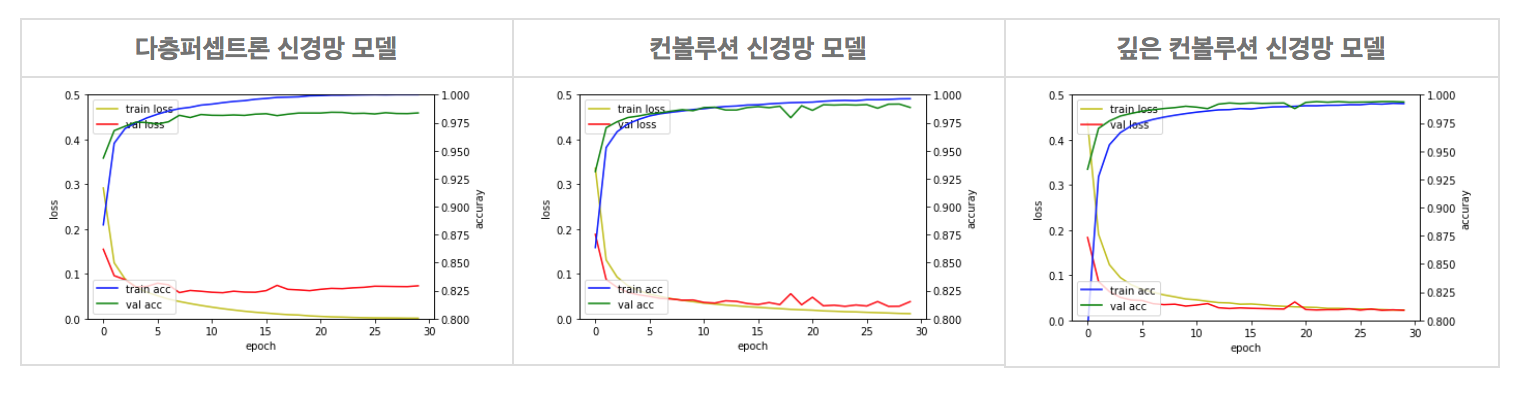 다층퍼셉트론 신경망 모델
컨볼루션 신경망 모델
깊은 컨볼루션 신경망 모델
train loss
val loss
train acc
val acc
0.5
0.4
0.3
0.2
0.1
0.0
loss
0 5 10 15 20 25 30
epoch
1.000
0.975
0.950
0.925
0.900
0.875
0.850
0.825
0.800
accuray
train loss
val loss
train acc
val acc
0.5
0.4
0.3
0.2
0.1
0.0
loss
0 5 10 15 20 25 30
epoch
1.000
0.975
0.950
0.925
0.900
0.875
0.850
0.825
0.800
accuray
train loss
val loss
train acc
val acc
0.5
0.4
0.3
0.2
0.1
0.0
loss
0 5 10 15 20 25 30
epoch
1.000
0.975
0.950
0.925
0.900
0.875
0.850
0.825
0.800
accuray